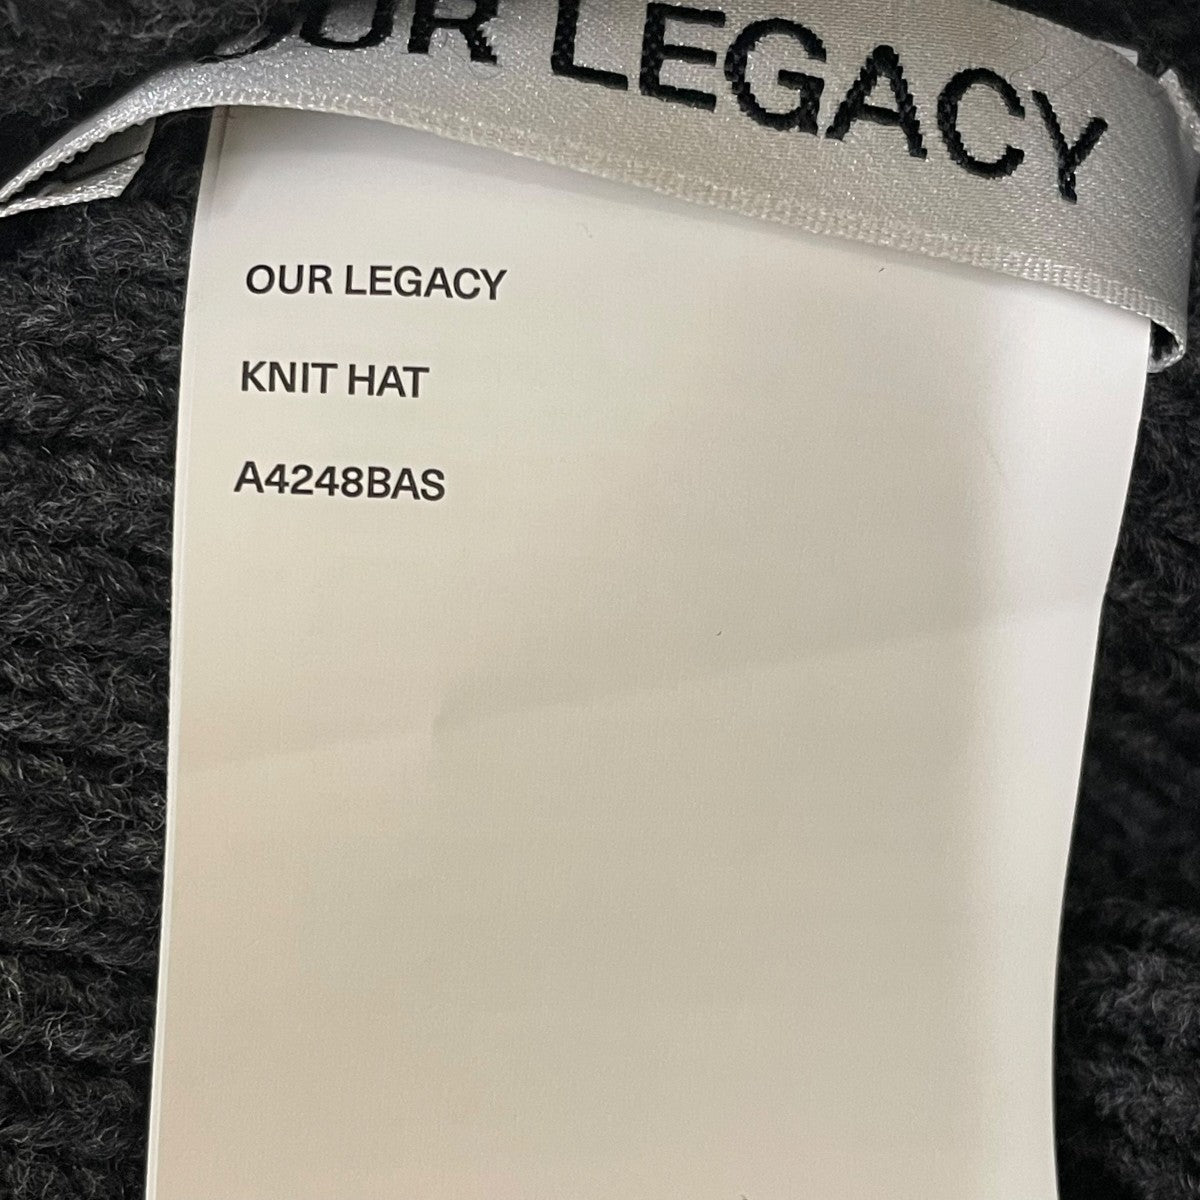 OUR LEGACY
OUR LEGACY
KNIT HAT
A4248BAS